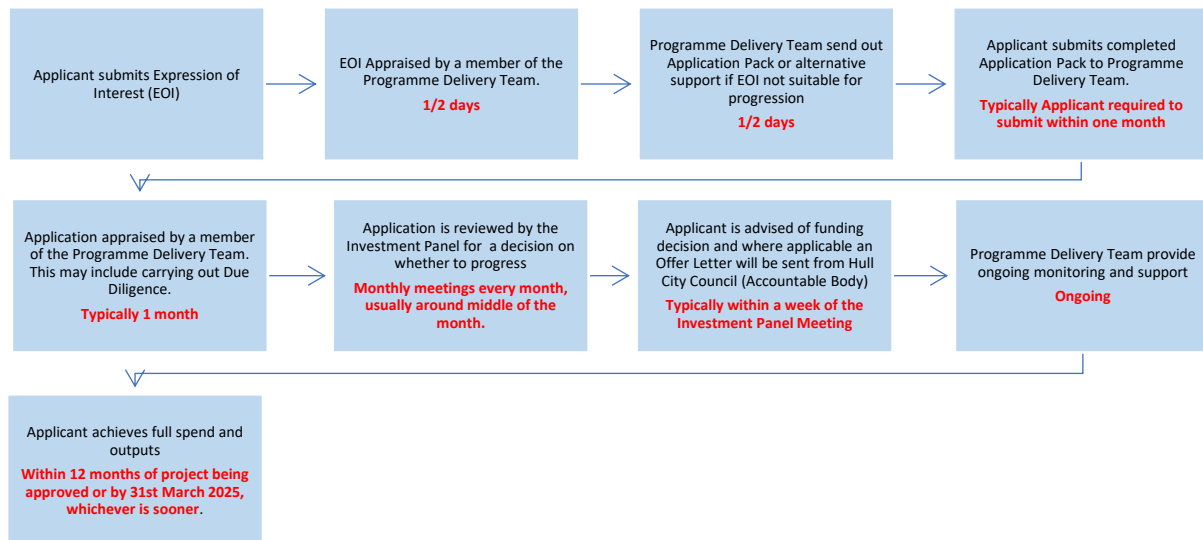 Applicant submits Expression of
Interest (EOI)
EOI Appraised by a member of the
Programme Delivery Team.
1/2 days
Programme Delivery Team send out
Application Pack or alternative
support if EOI not suitable for
progression
1/2 days
Applicant submits completed
Application Pack to Programme
Delivery Team.
Typically Applicant required to
submit within one month
Application appraised by a member
of the Programme Delivery Team.
This may include carrying out Due
Diligence.
Typically 1 month
Application is reviewed by the
Investment Panel for a decision on
whether to progress
Monthly meetings every month,
usually around middle of the
month.
Applicant is advised of funding
decision and where applicable an
Offer Letter will be sent from Hull
City Council (Accountable Body)
Typically within a week of the
Investment Panel Meeting
Programme Delivery Team provide
ongoing monitoring and support
Ongoing
Applicant achieves full spend and
outputs
Within 12 months of project being
approved or by 31st March 2025,
whichever is sooner.